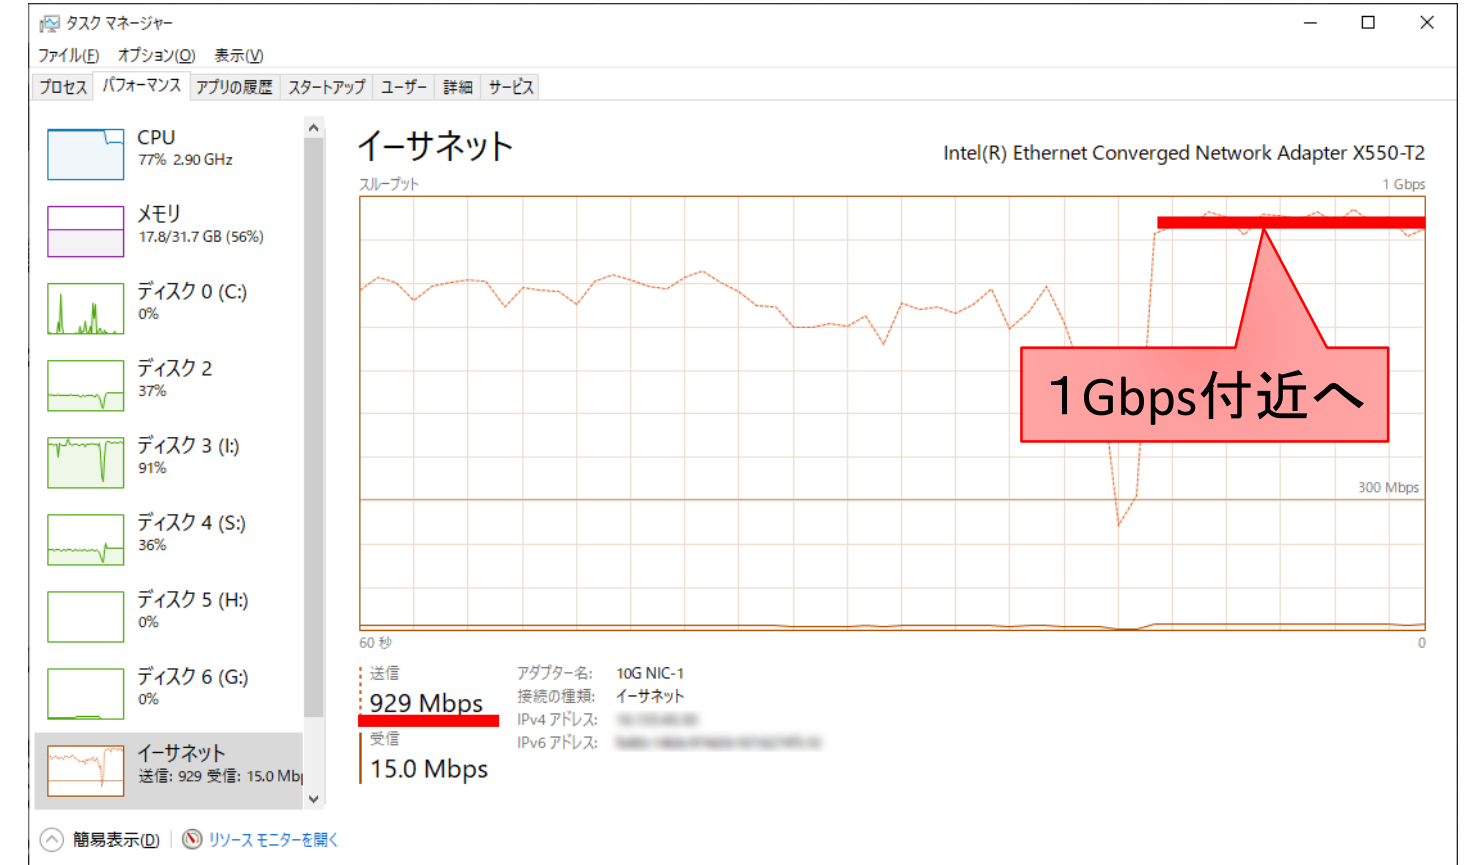 タスク マネージャー
ファイル(F) オプション(O) 表示(V)
プロセス パフォーマンス アプリの履歴 スタートアップ ユーザー 詳細 サービス
CPU
77% 2.90 GHz
メモリ
17.8/31.7 GB (56%)
ディスク 0 (C:)
0%
ディスク 2
37%
ディスク 3 (I:)
91%
ディスク 4 (S:)
36%
ディスク 5 (H:)
0%
ディスク 6 (G:)
0%
イーサネット
送信: 929 受信: 15.0 Mb
イーサネット
Intel(R) Ethernet Converged Network Adapter X550-T2
スループット
1 Gbps
1Gbps付近へ
300 Mbps
60 秒
0
送信
929 Mbps
受信
15.0 Mbps
アダプター名: 10G NIC-1
接続の種類: イーサネット
IPv4 アドレス:
IPv6 アドレス:
簡易表示(D)
リソース モニターを開く